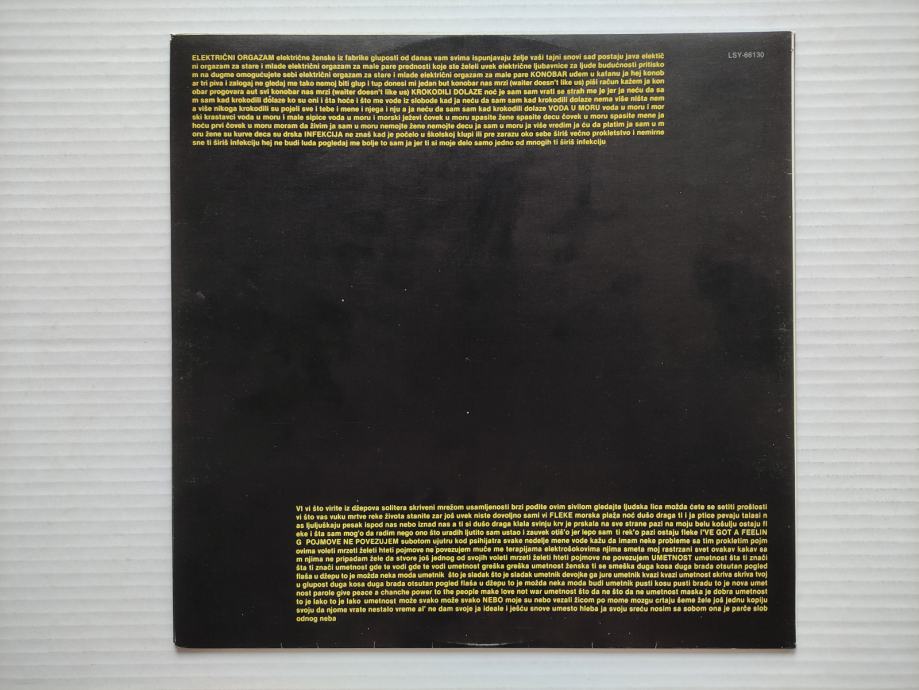 LSY-66130
ELEKTRIČNI ORGAZAM električne ženske iz fabrike gluposti od danas vam svima ispunjavaju želje vaši tajni snovi sad postaju java elektič
ni orgazam za stare i mlade električni orgazam za male pare prednosti koje ste želeli uvek električne ljubavnice za ljude budućnosti pritisko
m na dugme omogućujete sebi električni orgazam za stare i mlade električni orgazam za male pare KONOBAR uđem u kafanu ja hej konob
ar bri piva i zalogaj ne gledaj me tako nemoj biti glup i tup donesi mi jedan but konobar nas mrzi (waiter doesn't like us) piši račun kažem ja kon
obar progovara aut svi konobar nas mrzi (waiter doesn't like us) KROKODILI DOLAZE noć je sam sam vrati se strah me jo jer ja neću da sa
m sam kad krokodili dolaze ko su oni i šta hoće i što me vode iz slobode kad ja neću da sam sam kad krokodili dolaze nema više ništa nem
a više nikoga krokodili su pojeli sve i tebe i mene i njega i nju a ja neću da sam sam kad krokodili dolaze VODA U MORU voda u moru i mor
ski krastavci voda u moru i male sipice voda u moru i morski ježevi čovek u moru spasite žene spasite decu čovek u moru spasite mene ja
hoću prvi čovek u moru moram da živim ja sam u moru nemojte žene nemojte decu ja sam u moru ja više vredim ja ću da platim ja sam u m
oru žene su kurve deca su drska INFEKCIJA ne znaš kad je počelo u školskoj klupi ili pre zarazu oko sebe širiš večno prokletstvo i nemirne
sne ti širiš infekciju hej ne budi luda pogledaj me bolje to sam ja jer ti si moje delo samo jedno od mnogih ti širiš infekciju
VI vi što virite iz džepova solitera skriveni mrežom usamljenosti brzi podite ovim sivilom gledajte ljudska lica možda ćete se setiti prošlosti
vi što vas vuku mrtve reke života stanite zar još uvek niste dovoljno sami vi FLEKE morska plaža noć dušo draga ti i ja ptice pevaju talasi n
as ljuljuškaju pesak ispod nas nebo iznad nas a ti si dušo draga klala svinju krv je prskala na sve strane pazi na moju belu košulju ostaju fl
eke i šta sam mog'o da radim nego ono što uradih ljutito sam ustao i zaurek otiš'o jer lepo sam ti rek'o pazi ostaju fleke I'VE GOT A FEELIN
G POJMOVE NE POVEZUJEM subotom ujutru kod psihijatra svake nedelje mene vode kažu da imam neke probleme sa tim prokletim pojm
ovima voleti mrzeti želeti hteti pojmove ne povezujem muče me terapijama elektrošokovima njima smeta moj rastrzani svet ovakav kakav sa
m njima ne pripadam žele da stvore još jednog od svojih voleti mrzeti želeti hteti pojmove ne povezujem UMETNOST umetnost šta ti znači
šta ti znači umetnost gde te vodi gde te vodi umetnost greška greška umetnost ženska ti se smeška duga kosa duga brada otsutan pogled
flaša u džepu to je možda neka moda umetnik što je sladak što je sladak umetnik devojke ga jure umetnik kvazi kvazi umetnost skriva skriva tvoj
u glupost duga kosa duga brada otsutan pogled flaša u džepu to je možda neka moda budi umetnik pusti kosu pusti bradu to je nova umet
nost parole give peace a chanche power to the people make love not war umetnost što da ne što da ne umetnost maska je dobra umetnost
to je lako to je lako umetnost može svako može svako NEBO moje su nebo vezali žicom po mome mozgu crtaju šeme žele još jednu kopiju
svoju da njome vrate nestalo vreme al' ne dam svoje ja ideale i ješću snove umesto hleba ja svoju sreću nosim sa sobom ona je parče slob
odnog neba